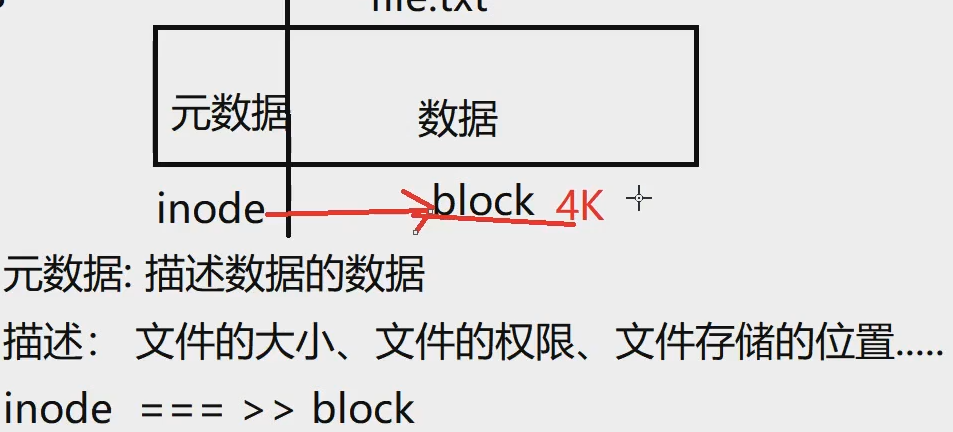 file.txt
元数据 数据
inode block 4K
元数据: 描述数据的数据
描述： 文件的大小、文件的权限、文件存储的位置.....
inode === >> block